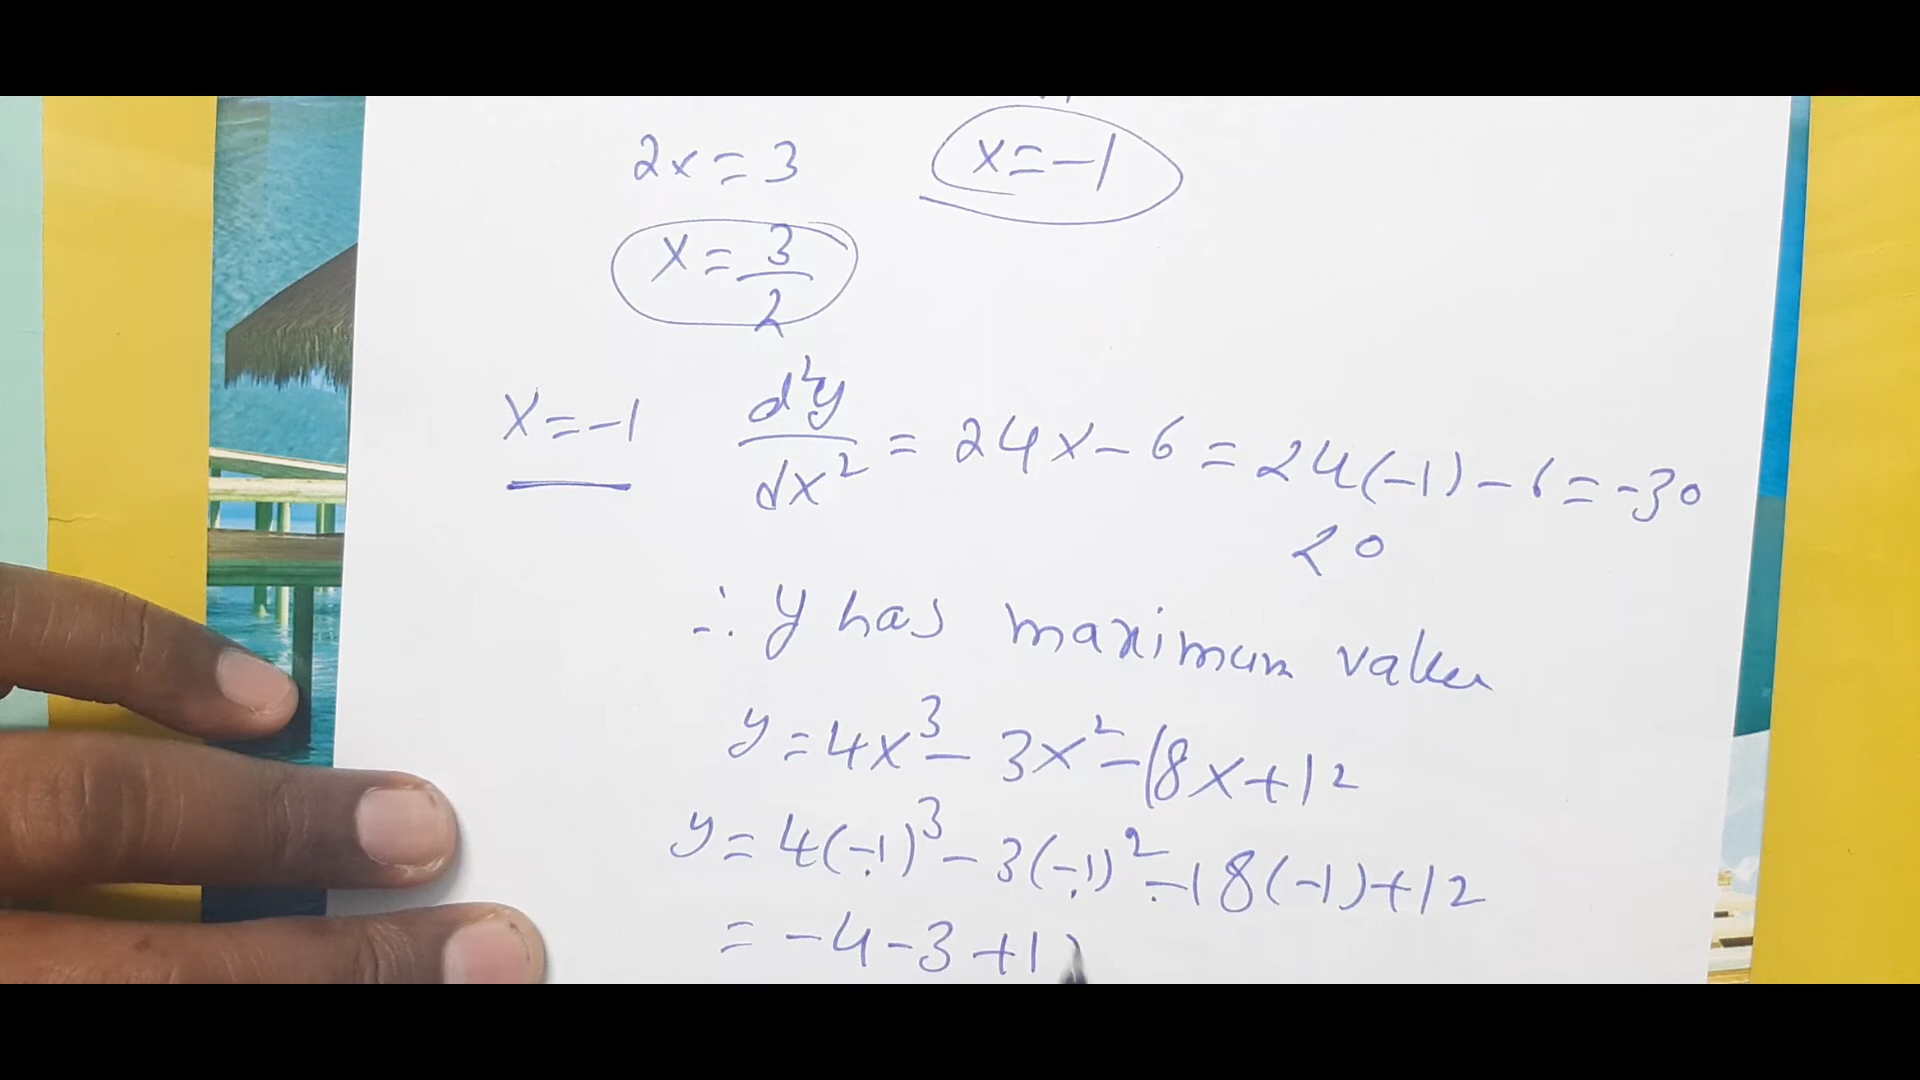 2x = 3
x = -1
x = 3/2
x = -1 d²y/dx² = 24x - 6 = 24(-1) - 6 = -30
< 0
∴ y has maximum value
y = 4x³ - 3x² - 18x + 12
y = 4(-1)³ - 3(-1)² - 18(-1) + 12
= -4 - 3 + 1